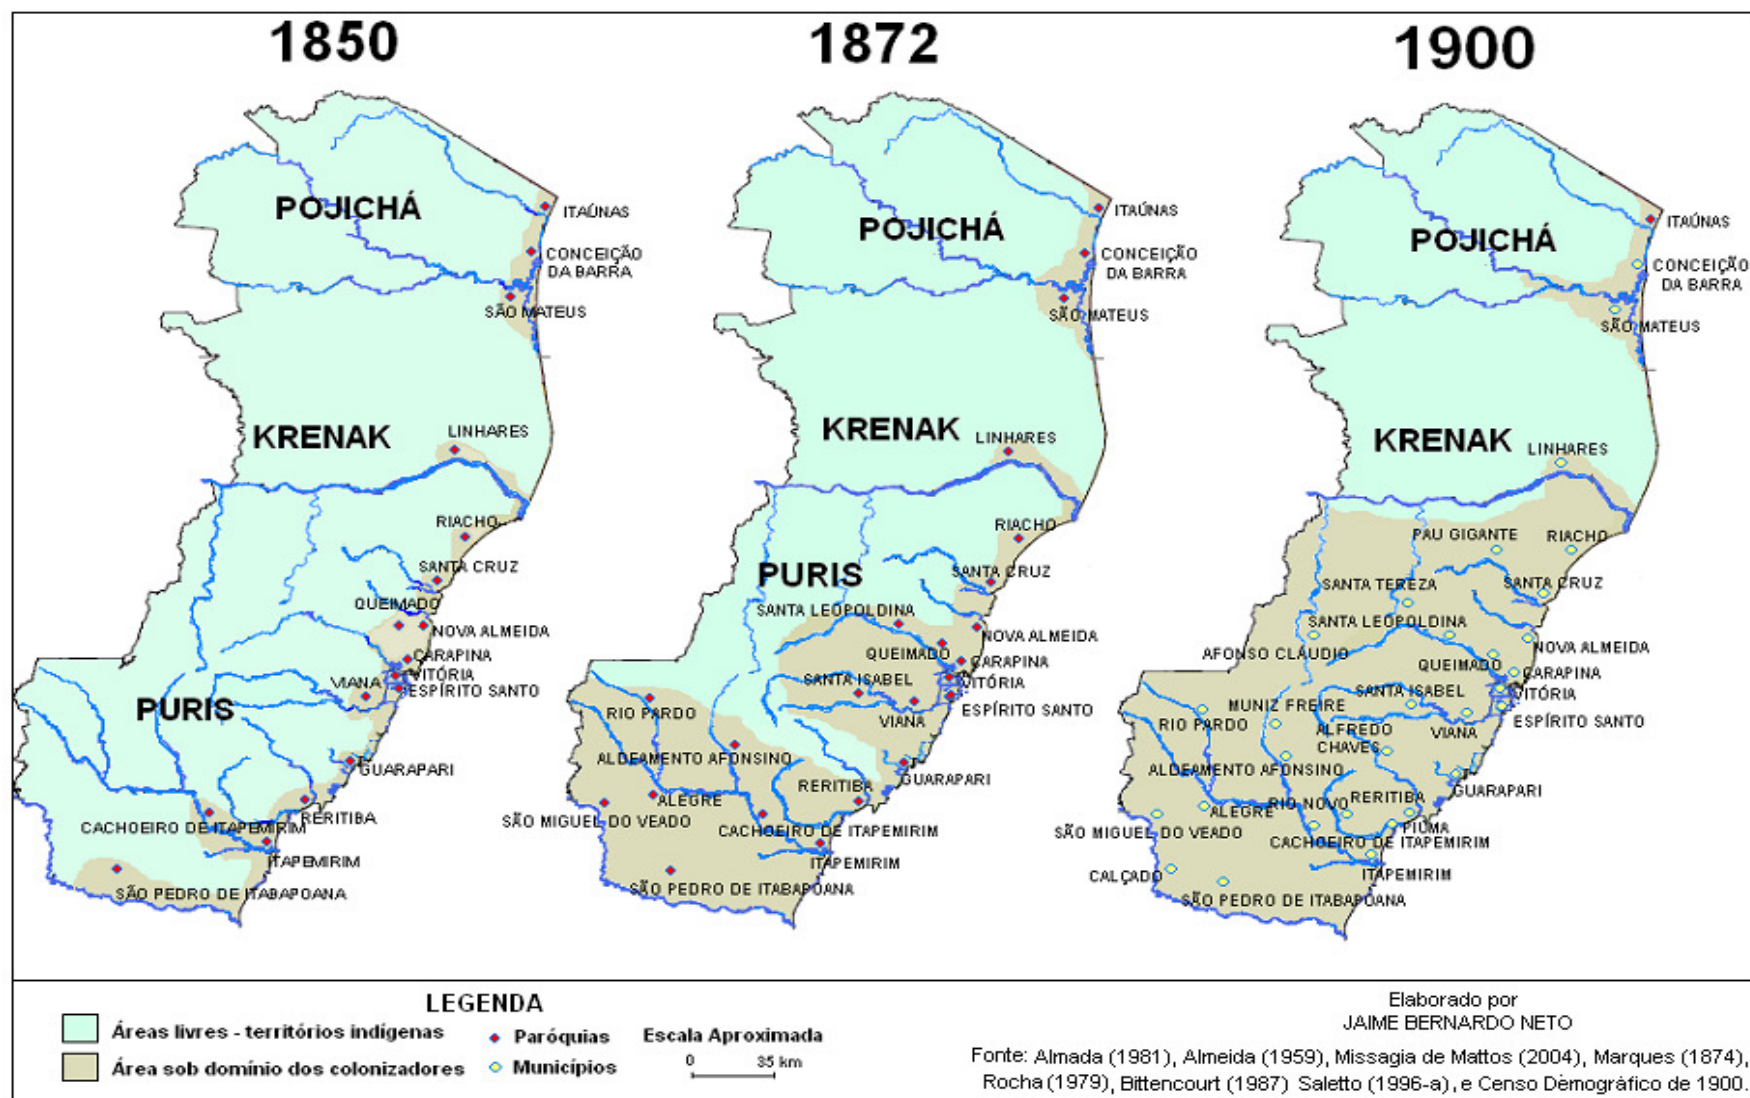 1850
POJICHÁ
ITAÚNAS
CONCEIÇÃO
DA BARRA
SÃO MATEUS
KRENAK
LINHARES
RIACHO
SANTA CRUZ
QUEIMADO
NOVA ALMEIDA
CARAPINA
VITÓRIA
VIANA
ESPÍRITO SANTO
PURIS
GUARAPARI
RERITIBA
CACHOEIRO DE ITAPEMIRIM
ITAPEMIRIM
SÃO PEDRO DE ITABAPOANA
1872
POJICHÁ
ITAÚNAS
CONCEIÇÃO
DA BARRA
SÃO MATEUS
KRENAK
LINHARES
RIACHO
PURIS
SANTA CRUZ
SANTA LEOPOLDINA
NOVA ALMEIDA
QUEIMADO
CARAPINA
SANTA ISABEL
VITÓRIA
ESPÍRITO SANTO
VIANA
RIO PARDO
ALDEAMENTO AFONSINO
GUARAPARI
RERITIBA
ALEGRE
SÃO MIGUEL DO VEADO
CACHOEIRO DE ITAPEMIRIM
ITAPEMIRIM
SÃO PEDRO DE ITABAPOANA
1900
POJICHÁ
ITAÚNAS
CONCEIÇÃO
DA BARRA
SÃO MATEUS
KRENAK
LINHARES
PAU GIGANTE
RIACHO
SANTA TEREZA
SANTA CRUZ
SANTA LEOPOLDINA
NOVA ALMEIDA
AFONSO CLÁUDIO
QUEIMADO
CARAPINA
SANTA ISABEL
VITÓRIA
MUNIZ FREIRE
ESPÍRITO SANTO
RIO PARDO
ALFREDO
CHAVES
VIANA
ALDEAMENTO AFONSINO
GUARAPARI
RERITIBA
RIO NOVO
ALEGRE
PIÚMA
SÃO MIGUEL DO VEADO
CACHOEIRO DE ITAPEMIRIM
CALÇADO
ITAPEMIRIM
SÃO PEDRO DE ITABAPOANA
LEGENDA
Áreas livres - territórios indígenas
Área sob domínio dos colonizadores
Paróquias
Municípios
Escala Aproximada
0 35 km
Elaborado por
JAIME BERNARDO NETO
Fonte: Almada (1981), Almeida (1959), Missagia de Mattos (2004), Marques (1874),
Rocha (1979), Bittencourt (1987) Saletto (1996-a), e Censo Demográfico de 1900.